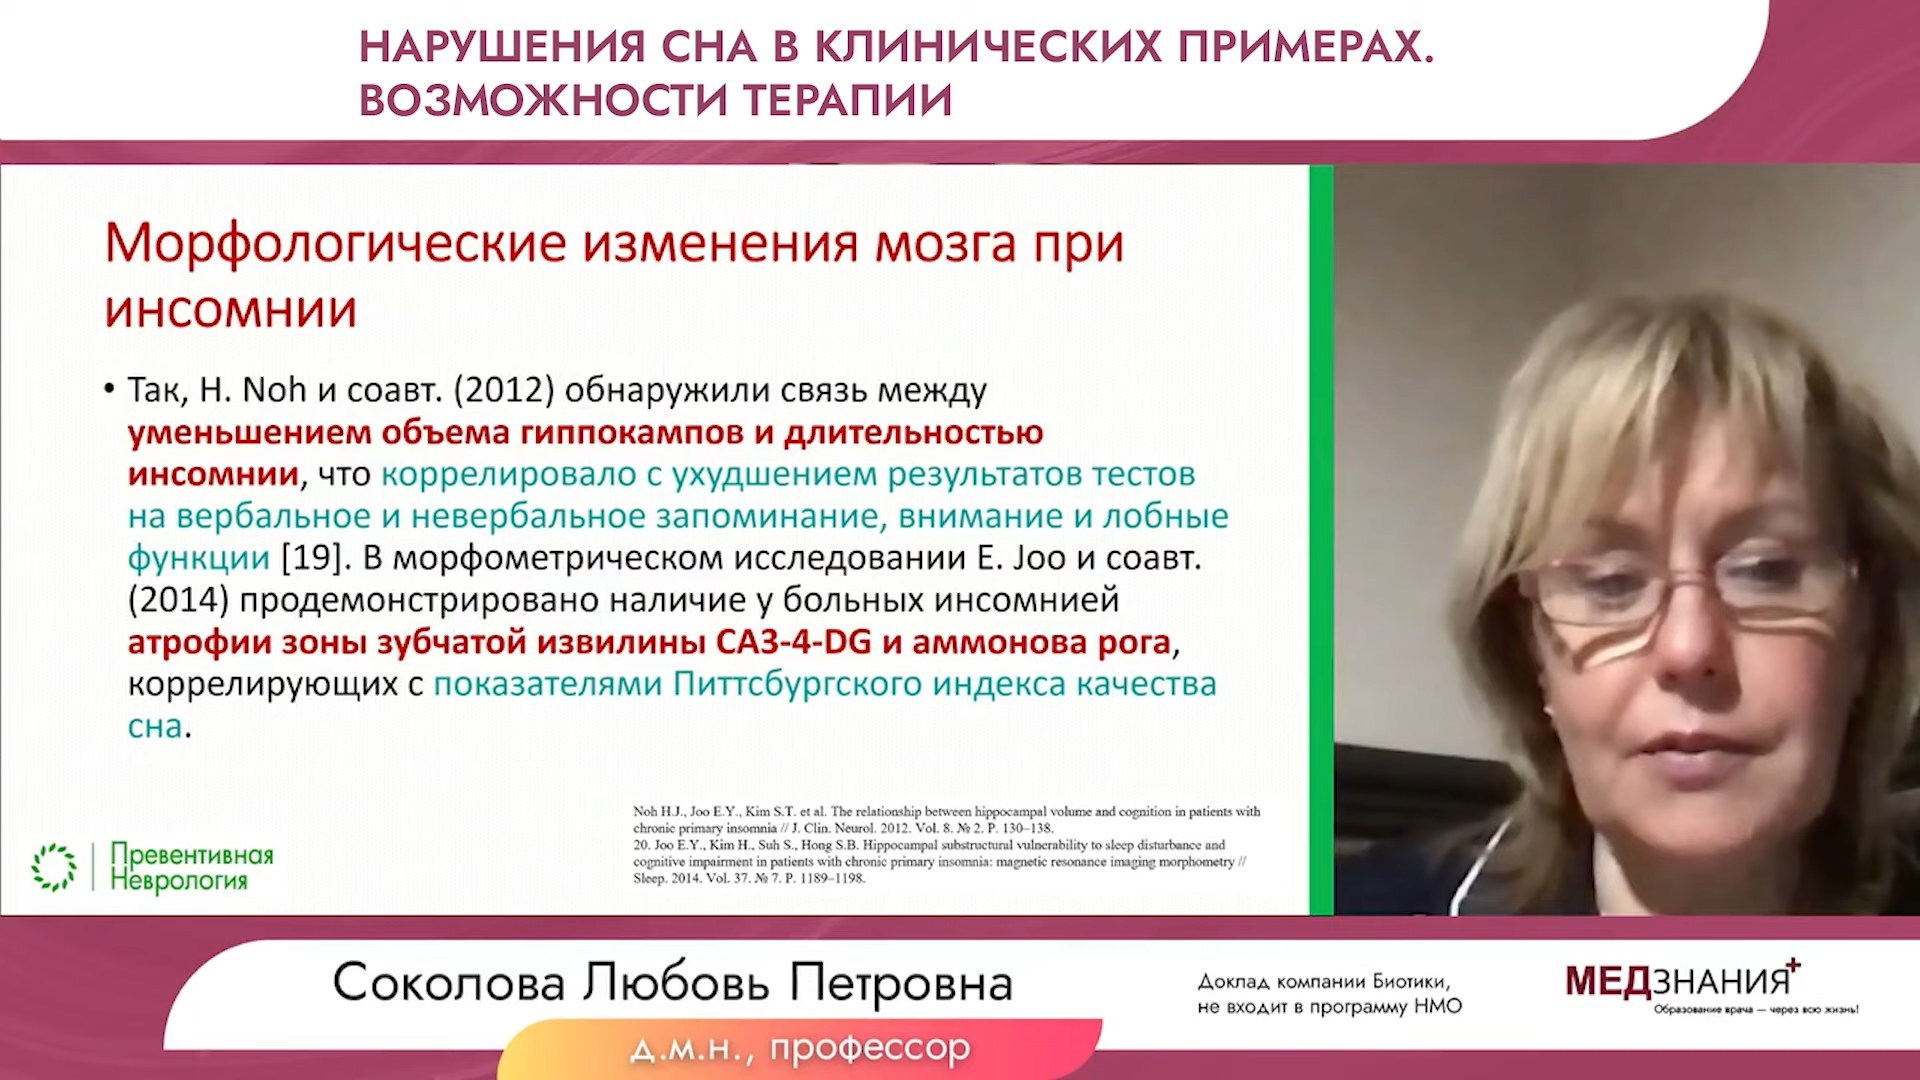 НАРУШЕНИЯ СНА В КЛИНИЧЕСКИХ ПРИМЕРАХ.
ВОЗМОЖНОСТИ ТЕРАПИИ
Морфологические изменения мозга при
инсомнии
• Так, H. Noh и соавт. (2012) обнаружили связь между
уменьшением объема гиппокампов и длительностью
инсомнии, что коррелировало с ухудшением результатов тестов
на вербальное и невербальное запоминание, внимание и лобные
функции [19]. В морфометрическом исследовании E. Joo и соавт.
(2014) продемонстрировано наличие у больных инсомнией
атрофии зоны зубчатой извилины CA3-4-DG и аммонова рога,
коррелирующих с показателями Питтсбургского индекса качества
сна.
Noh H.J., Joo E.Y., Kim S.T. et al. The relationship between hippocampal volume and cognition in patients with
chronic primary insomnia // J. Clin. Neurol. 2012. Vol. 8. № 2. P. 130–138.
20. Joo E.Y., Kim H., Suh S., Hong S.B. Hippocampal substructural vulnerability to sleep disturbance and
cognitive impairment in patients with chronic primary insomnia: magnetic resonance imaging morphometry //
Sleep. 2014. Vol. 37. № 7. P. 1189–1198.
Превентивная
Неврология
Соколова Любовь Петровна
д.м.н., профессор
Доклад компании Биотики,
не входит в программу НМО
МЕДЗНАНИЯ+
Образование врача — через всю жизнь!